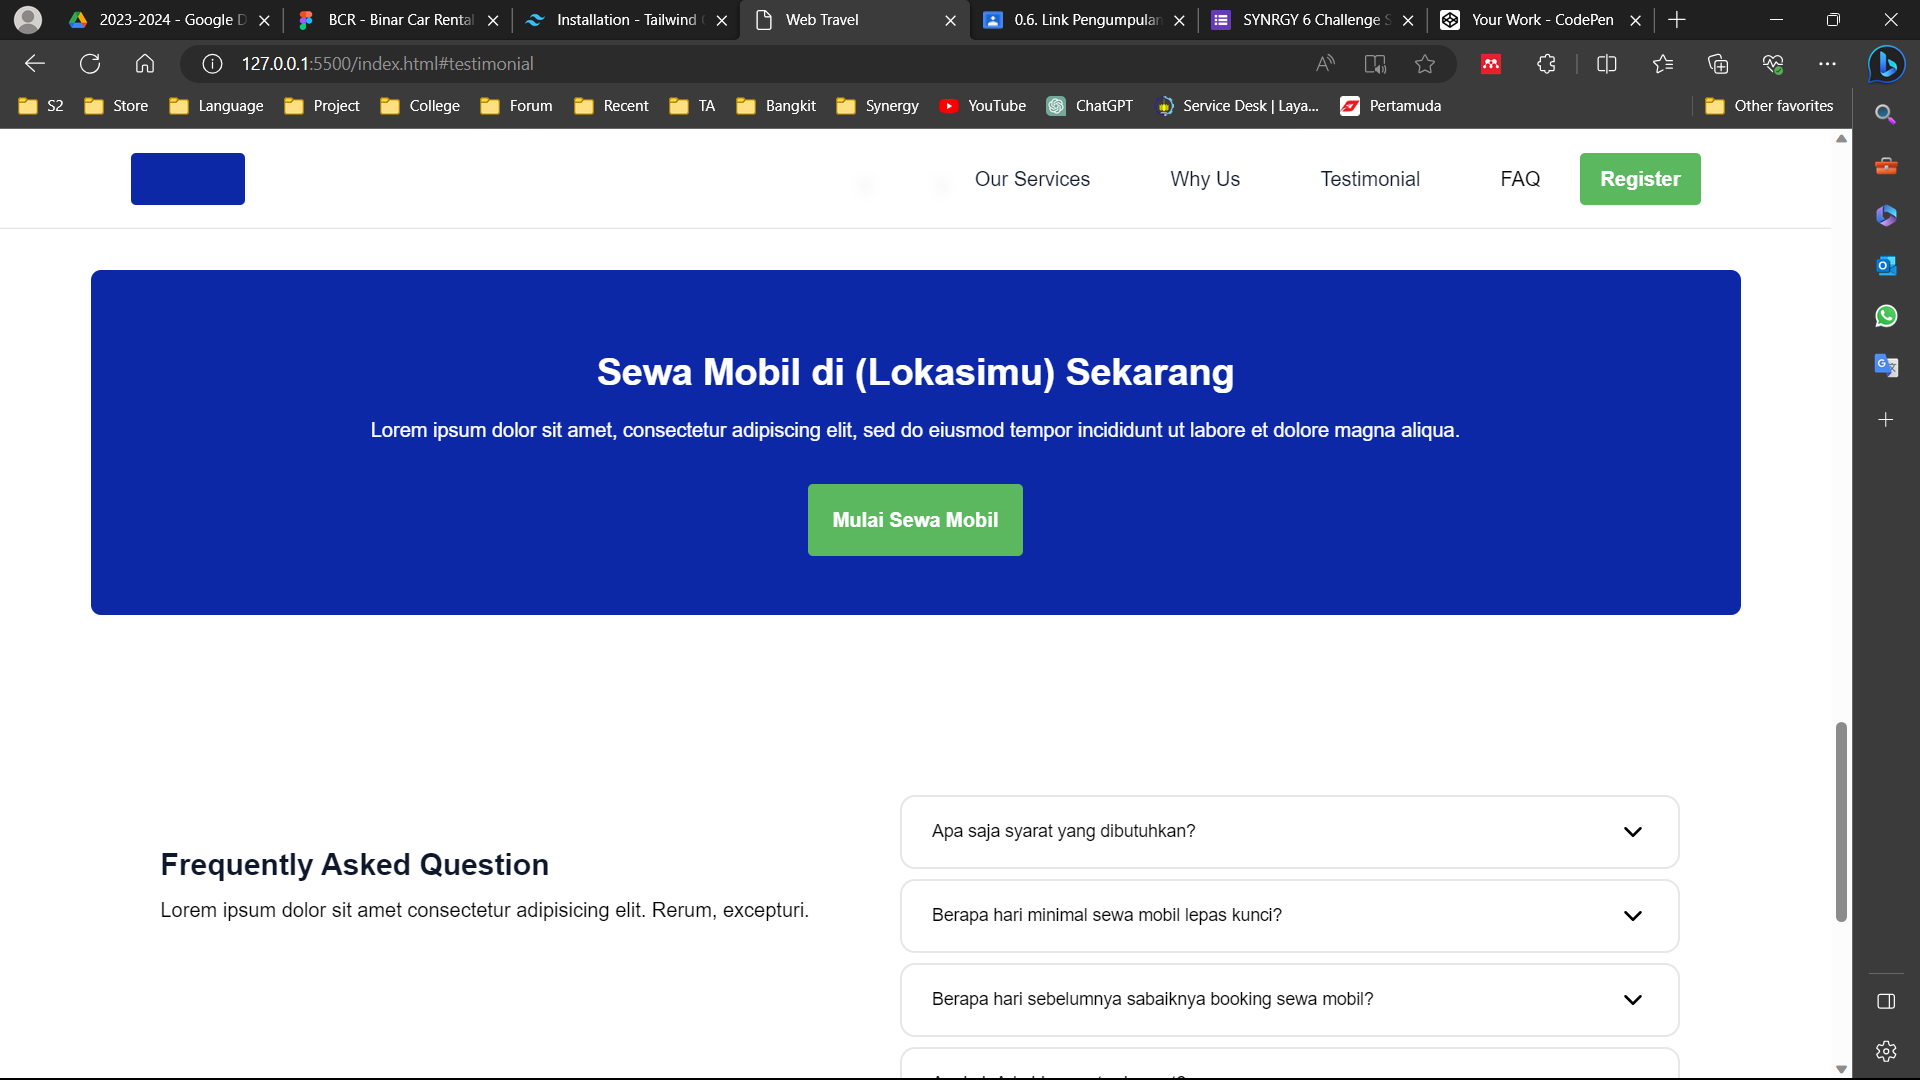 2023-2024 - Google D
BCR - Binar Car Rental
Installation - Tailwind
Web Travel
0.6. Link Pengumpulan
SYNRGY 6 Challenge S
Your Work - CodePen
127.0.0.1:5500/index.html#testimonial
S2 Store Language Project College Forum Recent TA Bangkit Synergy YouTube ChatGPT Service Desk | Laya... Pertamuda Other favorites
Our Services Why Us Testimonial FAQ Register
Sewa Mobil di (Lokasimu) Sekarang
Lorem ipsum dolor sit amet, consectetur adipiscing elit, sed do eiusmod tempor incididunt ut labore et dolore magna aliqua.
Mulai Sewa Mobil
Frequently Asked Question
Lorem ipsum dolor sit amet consectetur adipisicing elit. Rerum, excepturi.
Apa saja syarat yang dibutuhkan?
Berapa hari minimal sewa mobil lepas kunci?
Berapa hari sebelumnya sabaiknya booking sewa mobil?